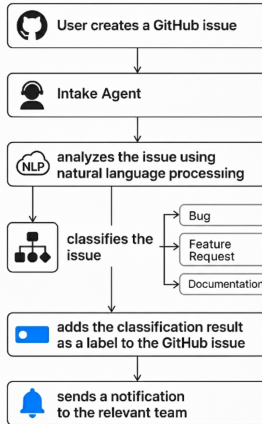 User creates a GitHub issue
Intake Agent
NLP
analyzes the issue using
natural language processing
classifies the
issue
Bug
Feature
Request
Documentation
adds the classification result
as a label to the GitHub issue
sends a notification
to the relevant team